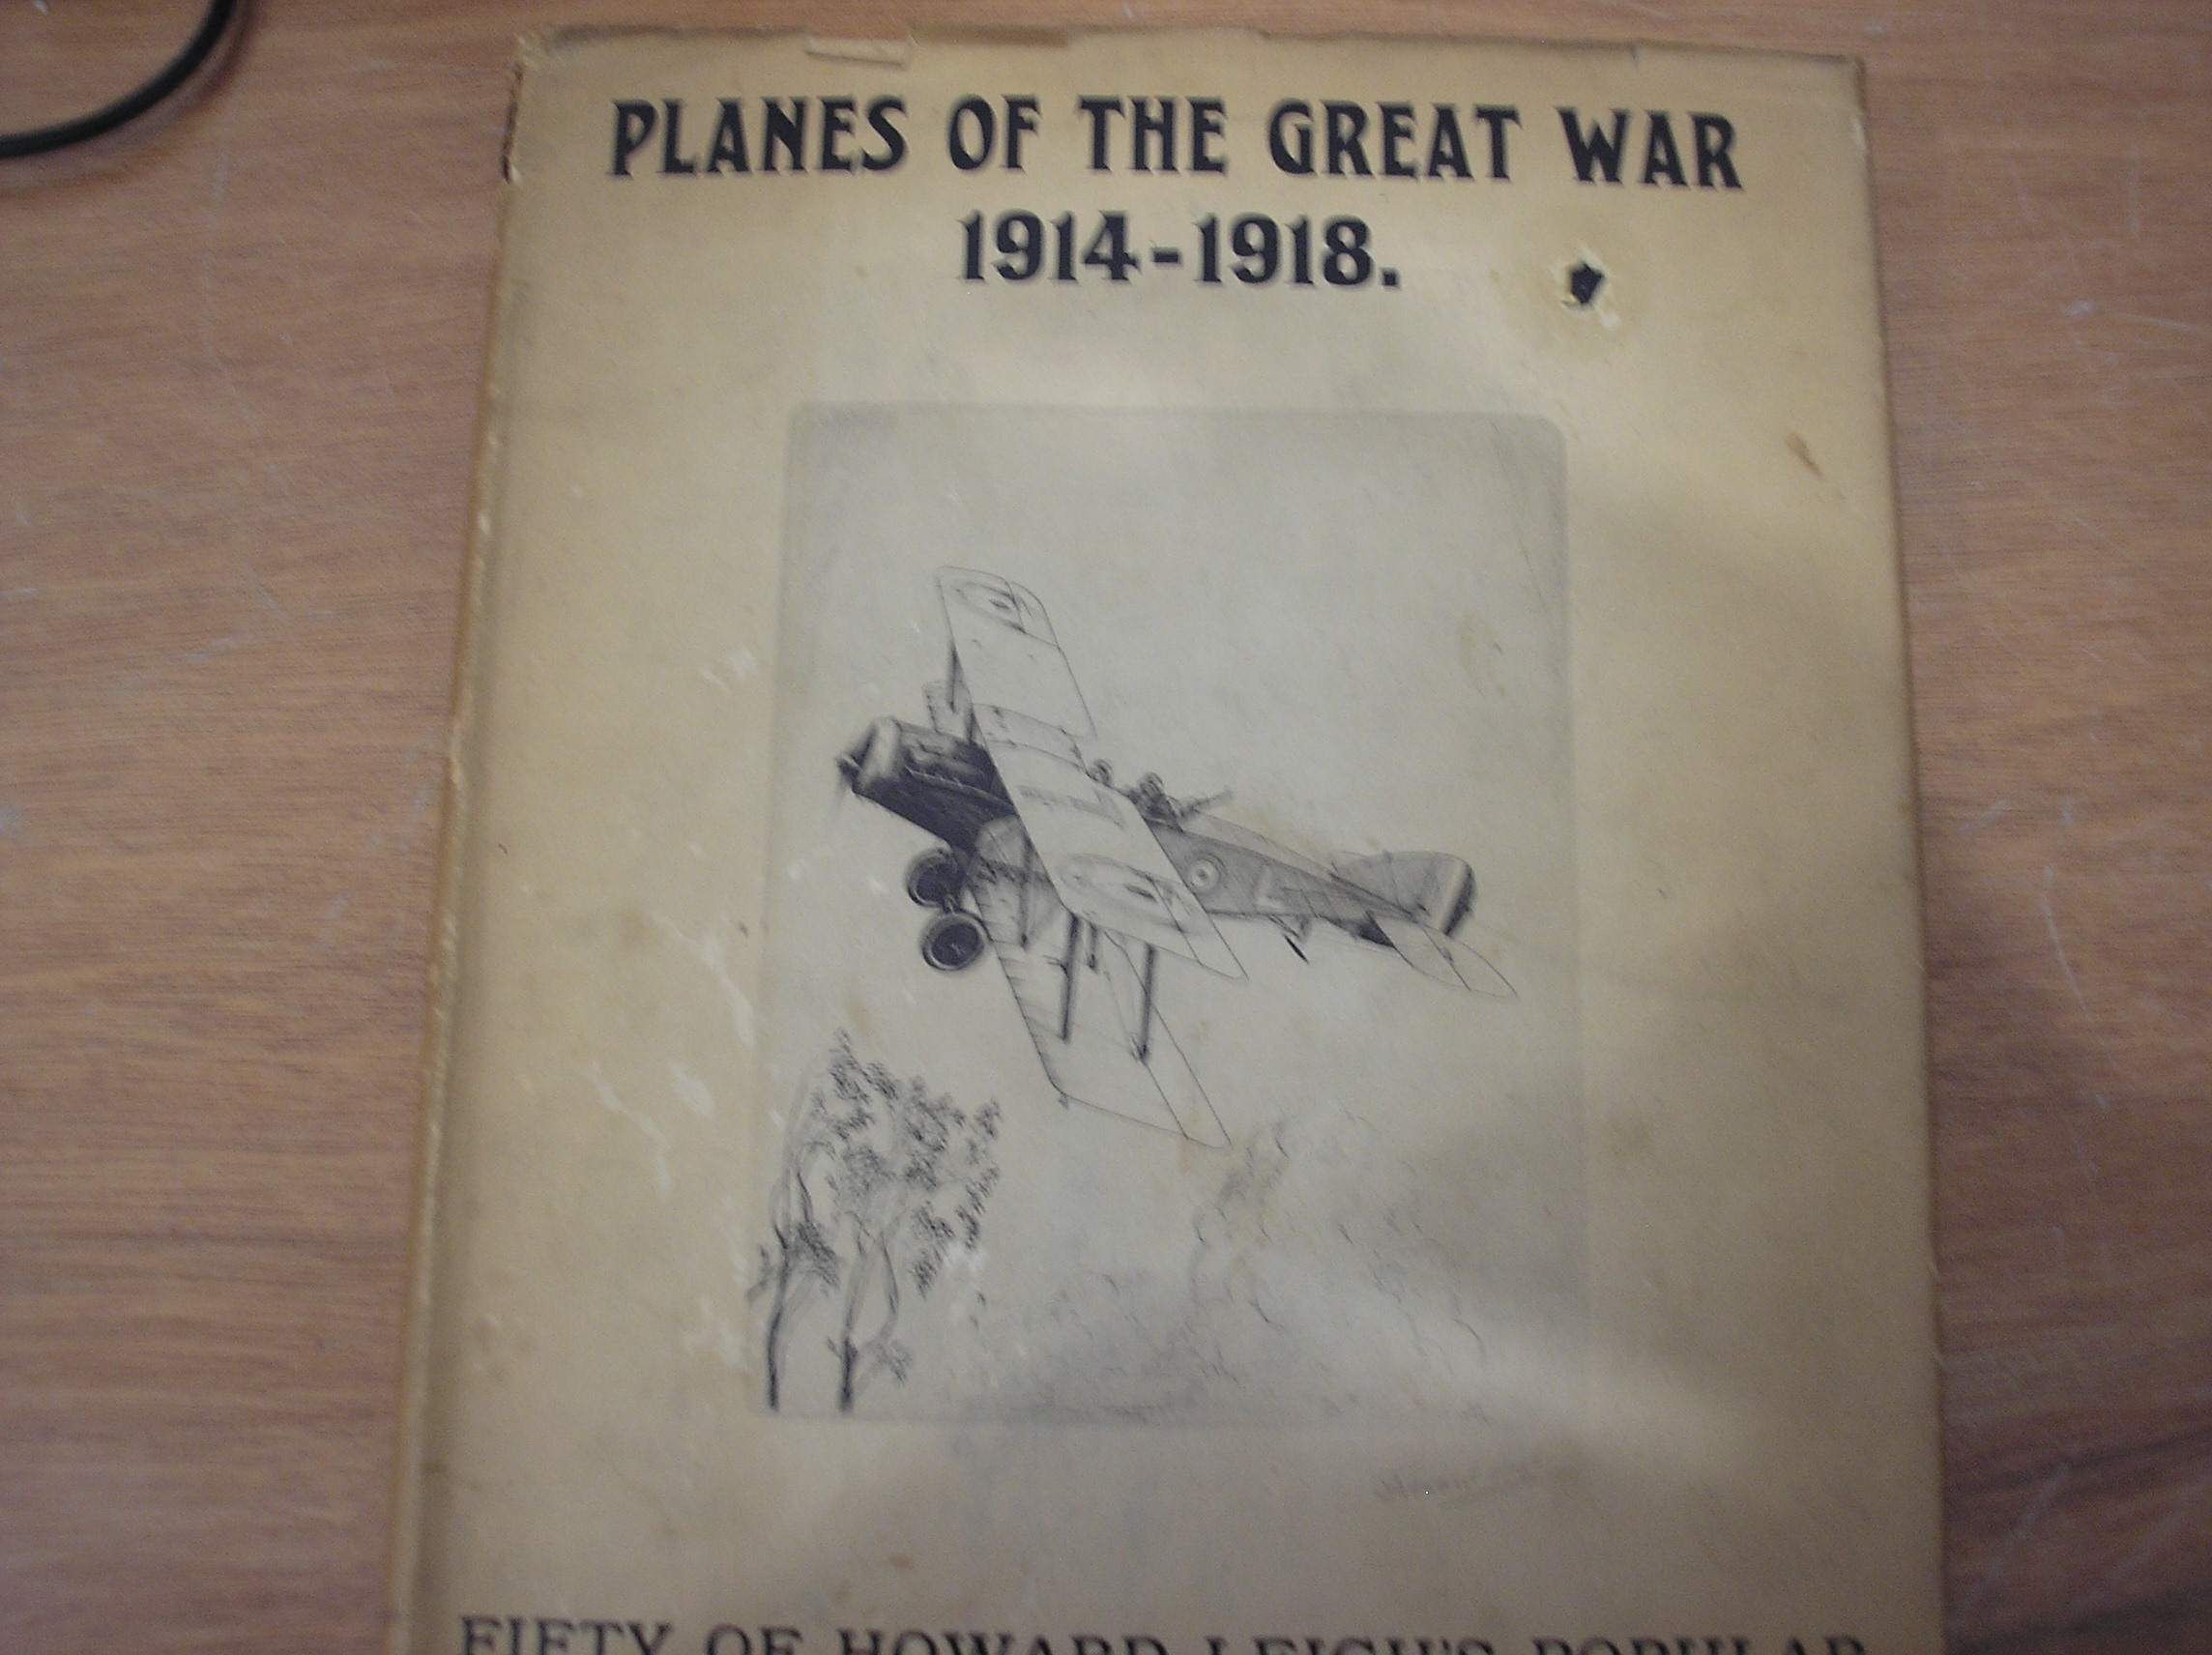 PLANES OF THE GREAT WAR
1914-1918.
L
L
FIFTY OF HOWARD LEIGH'S POPULAR